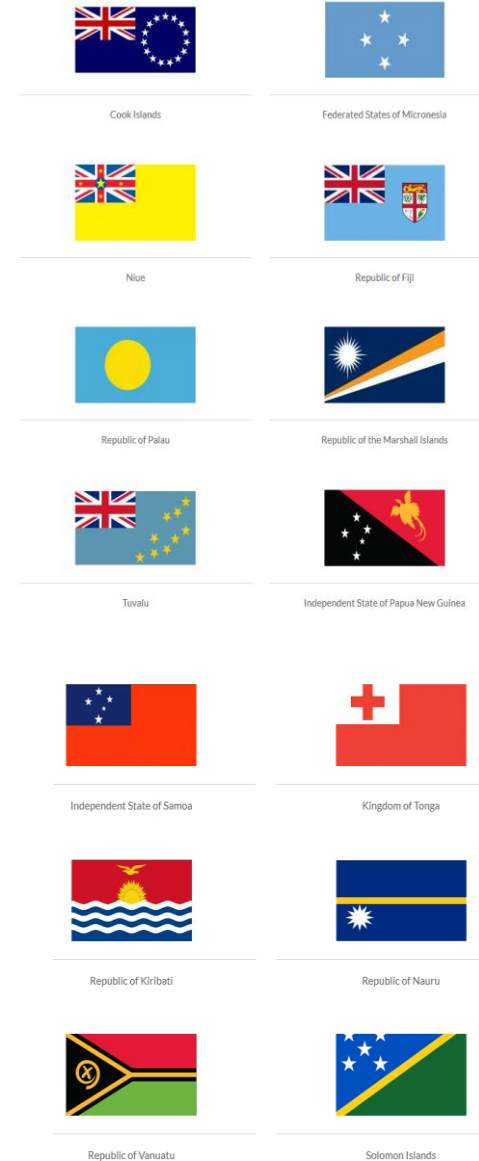 Cook Islands
Federated States of Micronesia
Niue
Republic of Fiji
Republic of Palau
Republic of the Marshall Islands
Tuvalu
Independent State of Papua New Guinea
Independent State of Samoa
Kingdom of Tonga
Republic of Kiribati
Republic of Nauru
Republic of Vanuatu
Solomon Islands